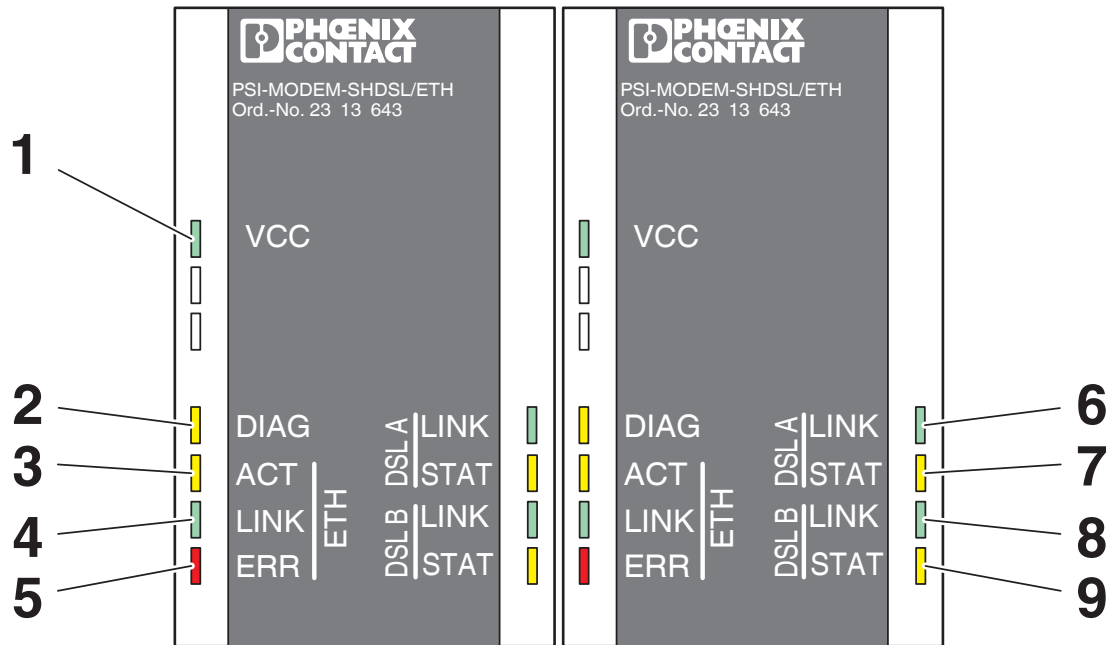 PHŒNIX
CONTACT
PSI-MODEM-SHDSL/ETH
Ord.-No. 23 13 643
VCC
DIAG
ACT
LINK
ERR
ETH
DSL A
LINK
STAT
DSL B
LINK
STAT
PHŒNIX
CONTACT
PSI-MODEM-SHDSL/ETH
Ord.-No. 23 13 643
VCC
DIAG
ACT
LINK
ERR
ETH
DSL A
LINK
STAT
DSL B
LINK
STAT
1
2
3
4
5
6
7
8
9